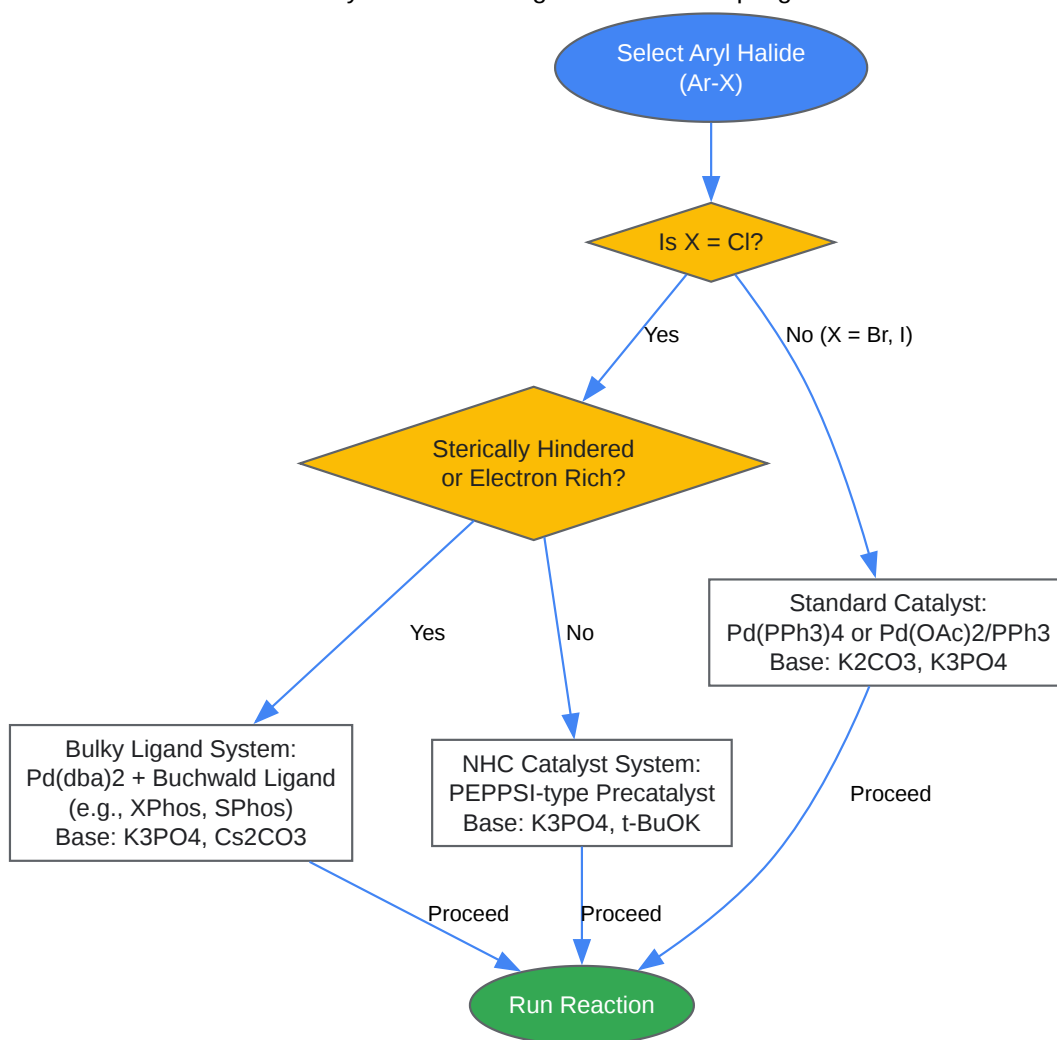 Select Aryl Halide
(Ar-X)
Is X = Cl?
Yes
No (X = Br, I)
Sterically Hindered
or Electron Rich?
Yes
No
Standard Catalyst:
Pd(PPh3)4 or Pd(OAc)2/PPh3
Base: K2CO3, K3PO4
Bulky Ligand System:
Pd(dba)2 + Buchwald Ligand
(e.g., XPhos, SPhos)
Base: K3PO4, Cs2CO3
NHC Catalyst System:
PEPPSI-type Precatalyst
Base: K3PO4, t-BuOK
Proceed
Proceed
Proceed
Run Reaction